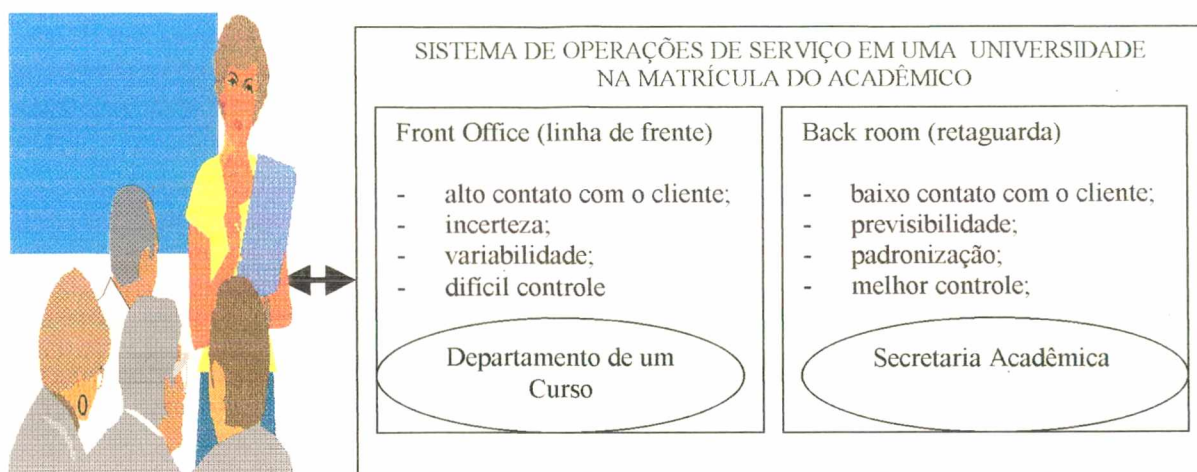 SISTEMA DE OPERAÇÕES DE SERVIÇO EM UMA UNIVERSIDADE
NA MATRÍCULA DO ACADÊMICO
Front Office (linha de frente)
- alto contato com o cliente;
- incerteza;
- variabilidade;
- difícil controle
Departamento de um
Curso
Back room (retaguarda)
- baixo contato com o cliente;
- previsibilidade;
- padronização;
- melhor controle;
Secretaria Acadêmica